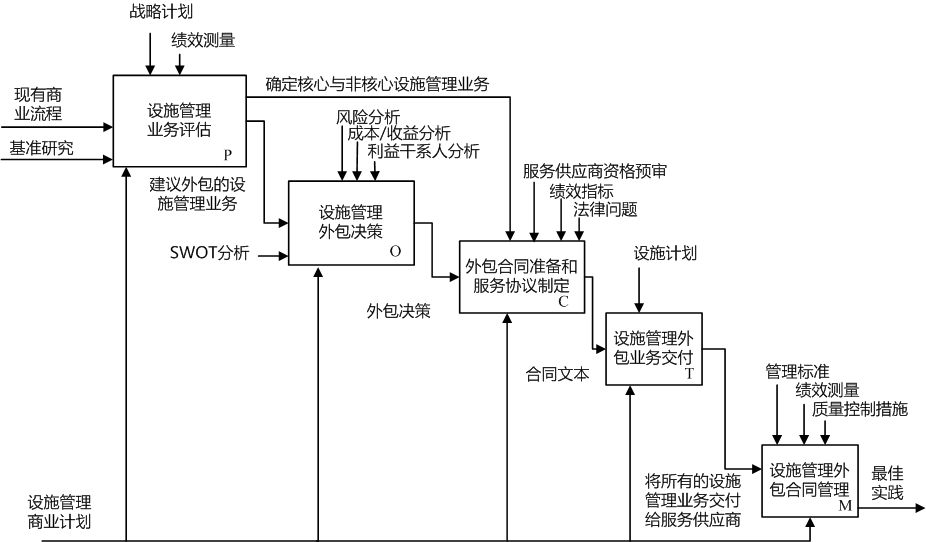 战略计划
绩效测量
现有商
业流程
基准研究
设施管理
业务评估
P
确定核心与非核心设施管理业务
风险分析
成本/收益分析
利益干系人分析
建议外包的设
施管理业务
SWOT分析
设施管理
外包决策
O
服务供应商资格预审
绩效指标
法律问题
外包决策
外包合同准备和
服务协议制定
C
设施计划
合同文本
设施管理外
包业务交付
T
管理标准
绩效测量
质量控制措施
将所有的设施
管理业务交付
给服务供应商
设施管理外
包合同管理
M
最佳
实践
设施管理
商业计划